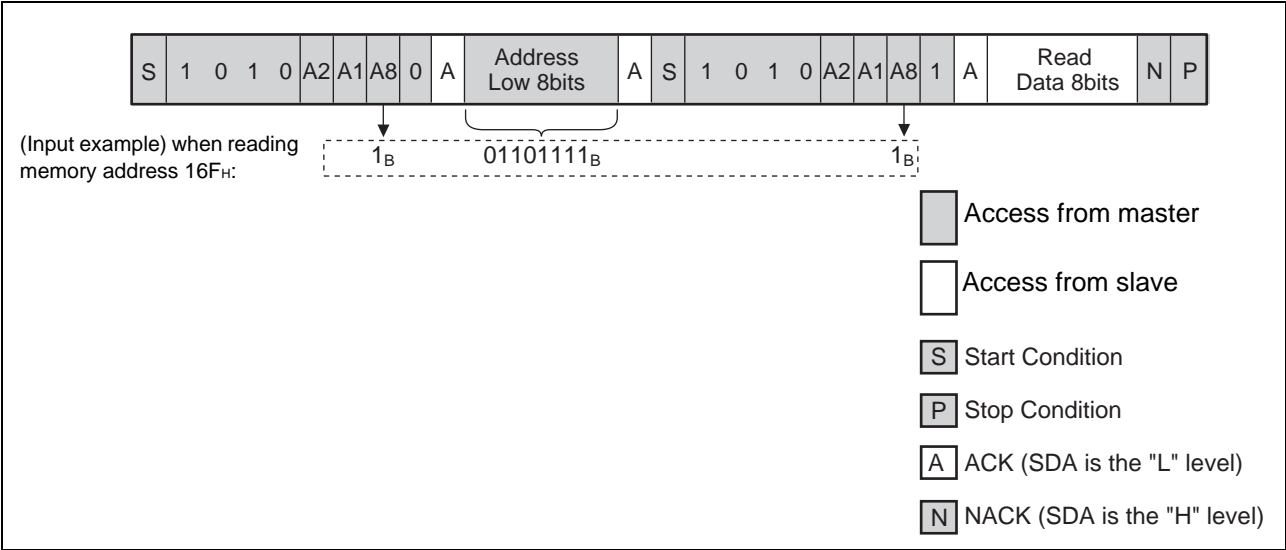 S 1 0 1 0 A2 A1 A8 0 A Address Low 8bits A S 1 0 1 0 A2 A1 A8 1 A Read Data 8bits N P
(Input example) when reading
memory address 16FH:
1B 01101111B 1B
Access from master
Access from slave
S Start Condition
P Stop Condition
A ACK (SDA is the "L" level)
N NACK (SDA is the "H" level)